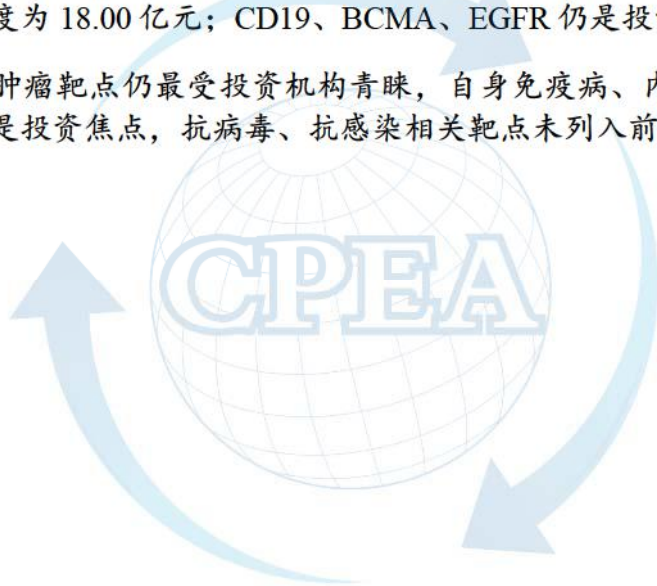 度为 18.00 亿元；CD19、BCMA、EGFR 仍是投
肿瘤靶点仍最受投资机构青睐，自身免疫病、内
是投资焦点，抗病毒、抗感染相关靶点未列入前
CPEA